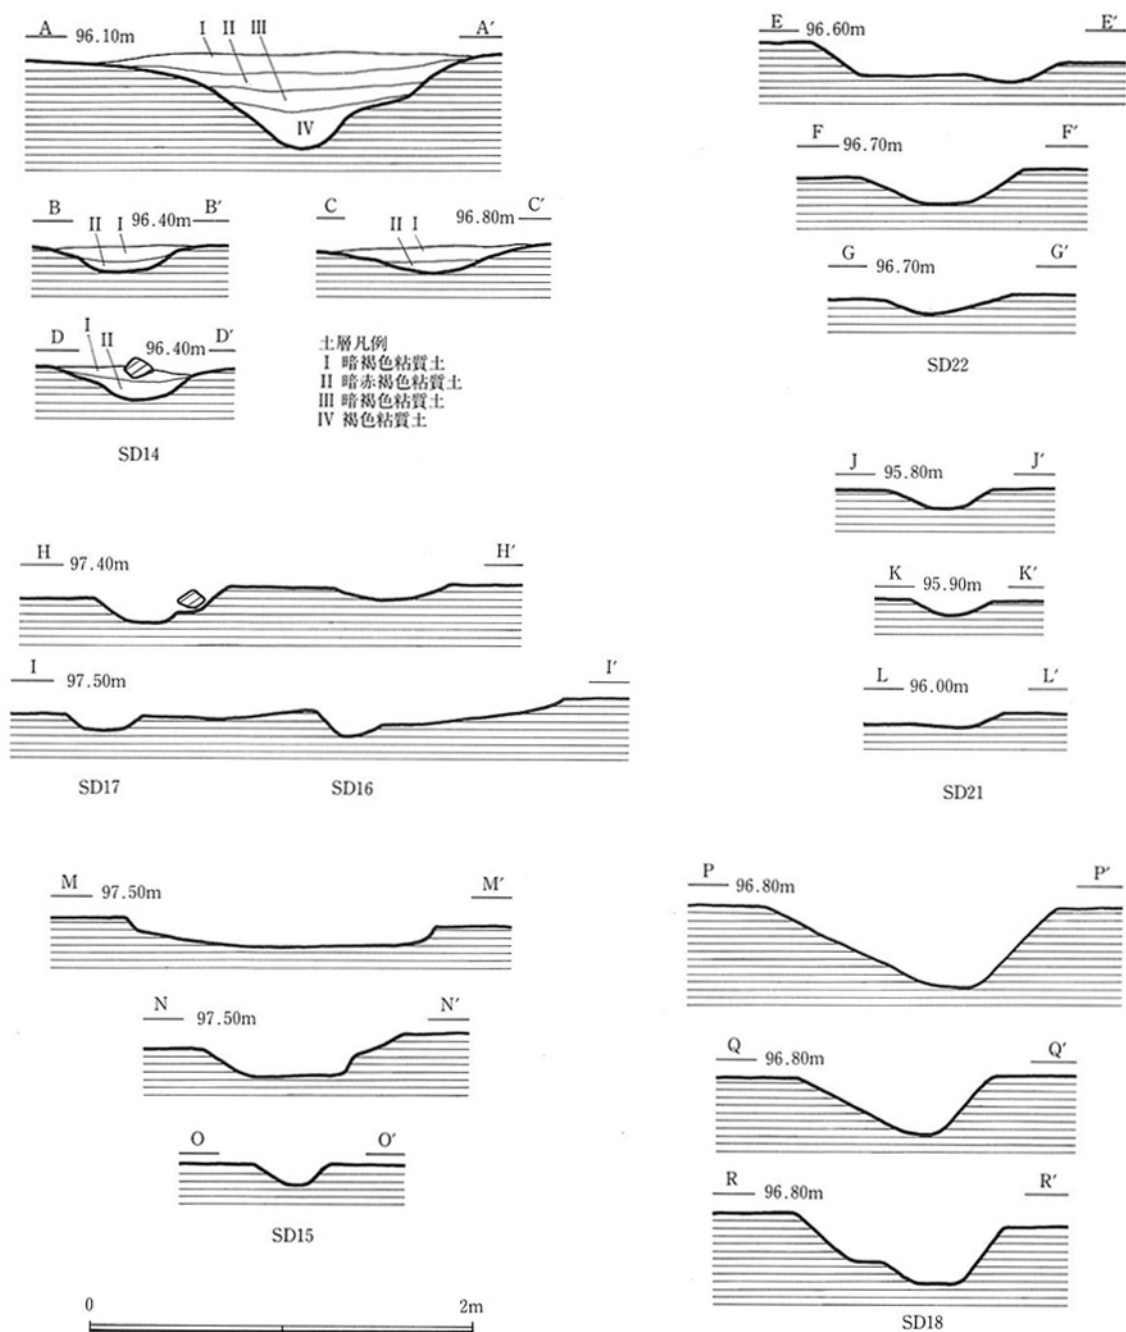 A I II III A′
96.10m
IV
B B′
96.40m
II I
C C′
96.80m
II I
D D′
96.40m
I II
SD14
土層凡例
I 暗褐色粘質土
II 暗赤褐色粘質土
III 暗褐色粘質土
IV 褐色粘質土
E E′
96.60m
F F′
96.70m
G G′
96.70m
SD22
H H′
97.40m
I I′
97.50m
SD17 SD16
J J′
95.80m
K K′
95.90m
L L′
96.00m
SD21
M M′
97.50m
N N′
97.50m
O O′
SD15
P P′
96.80m
Q Q′
96.80m
R R′
96.80m
SD18
0 2m